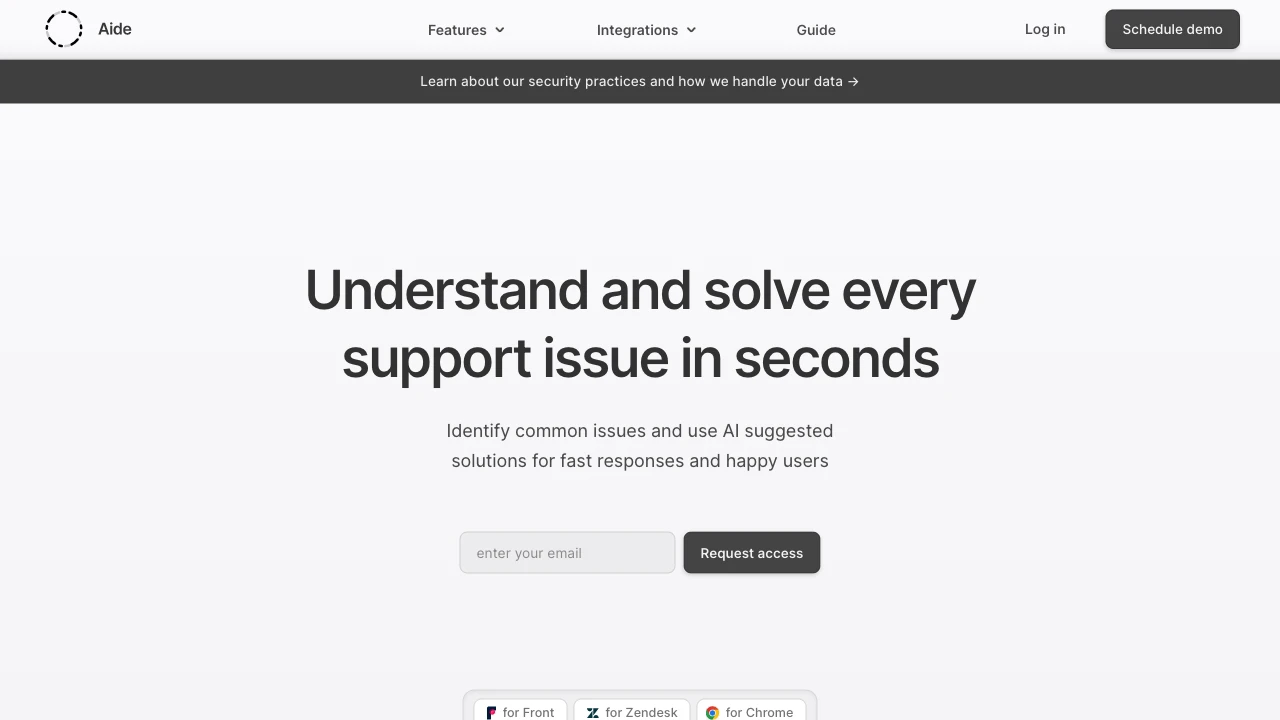 Aide
Features
Integrations
Guide
Log in
Schedule demo
Learn about our security practices and how we handle your data →
Understand and solve every
support issue in seconds
Identify common issues and use AI suggested
solutions for fast responses and happy users
enter your email
Request access
for Front
for Zendesk
for Chrome